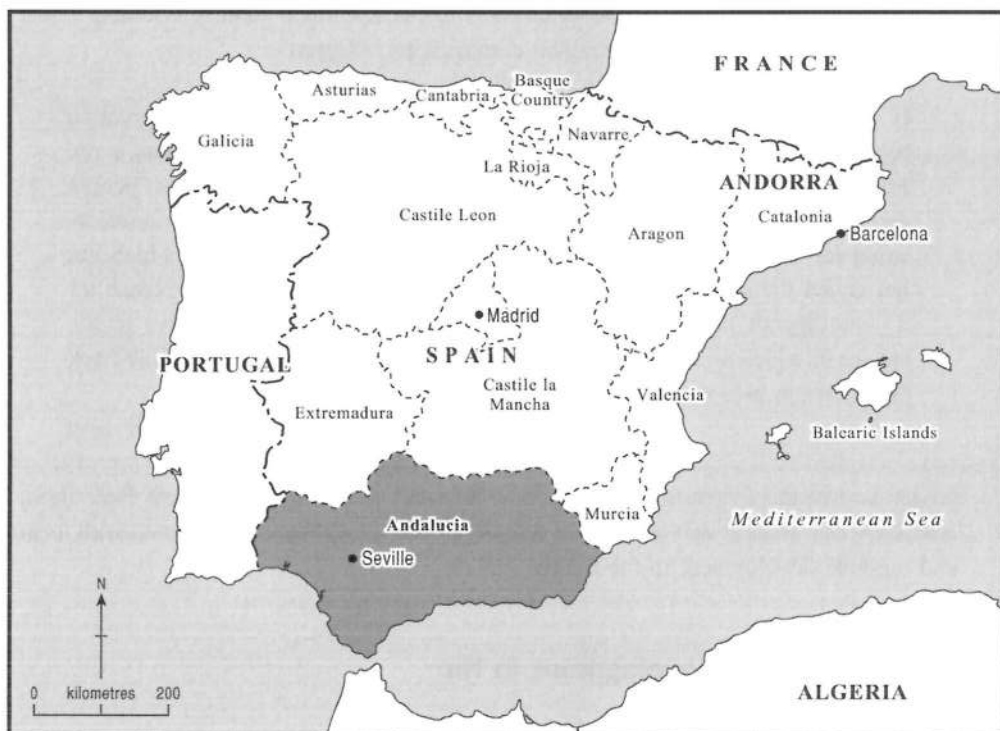 FRANCE
Basque
Country
Asturias
Cantabria
Galicia
Navarre
La Rioja
ANDORRA
Castile Leon
Catalonia
Aragon
Barcelona
Madrid
SPAIN
PORTUGAL
Castile la
Mancha
Valencia
Extremadura
Balearic Islands
Murcia
Mediterranean Sea
Andalucia
Seville
N
0 kilometres 200
ALGERIA